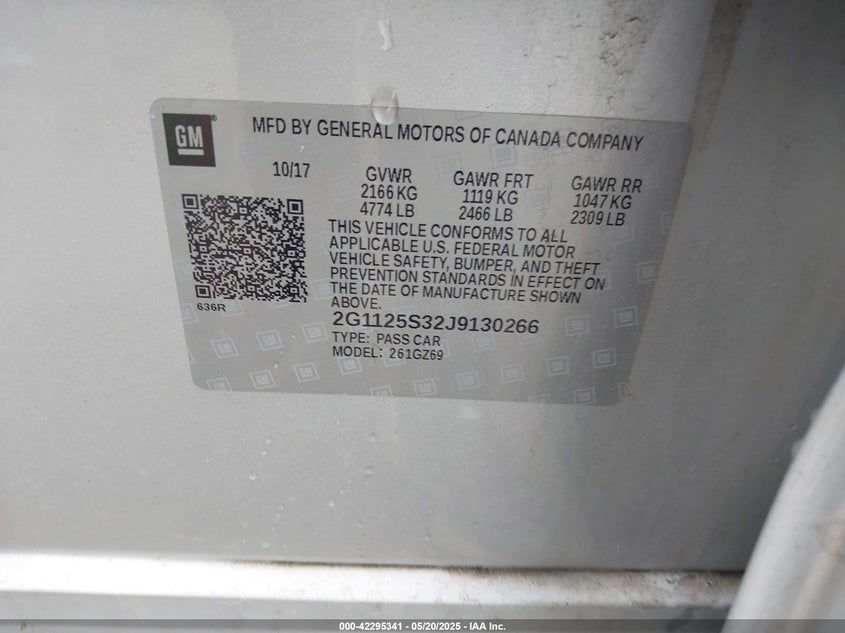 GM
MFD BY GENERAL MOTORS OF CANADA COMPANY
10/17 GVWR GAWR FRT GAWR RR
2166 KG 1119 KG 1047 KG
4774 LB 2466 LB 2309 LB
THIS VEHICLE CONFORMS TO ALL
APPLICABLE U.S. FEDERAL MOTOR
VEHICLE SAFETY, BUMPER, AND THEFT
PREVENTION STANDARDS IN EFFECT ON
THE DATE OF MANUFACTURE SHOWN
ABOVE.
636R
2G1125S32J9130266
TYPE: PASS CAR
MODEL: 261GZ69
000-42295341 — 05/20/2025 - IAA Inc.